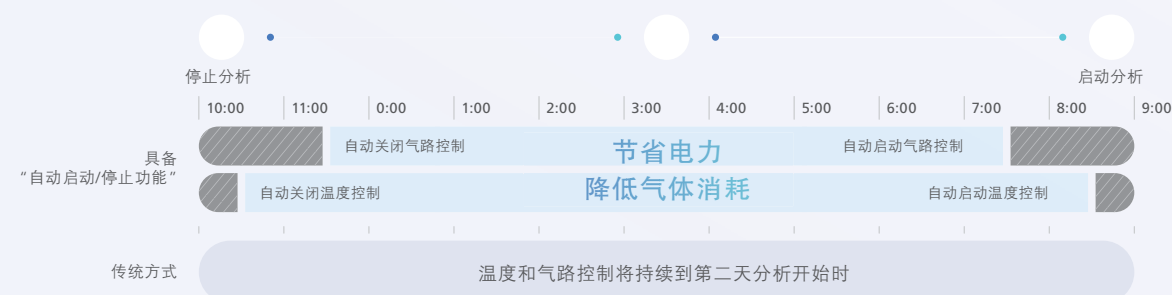 停止分析
启动分析
10:00 11:00 0:00 1:00 2:00 3:00 4:00 5:00 6:00 7:00 8:00 9:00
自动关闭气路控制
节省电力
自动启动气路控制
具备
“自动启动/停止功能”
自动关闭温度控制
降低气体消耗
自动启动温度控制
传统方式
温度和气路控制将持续到第二天分析开始时